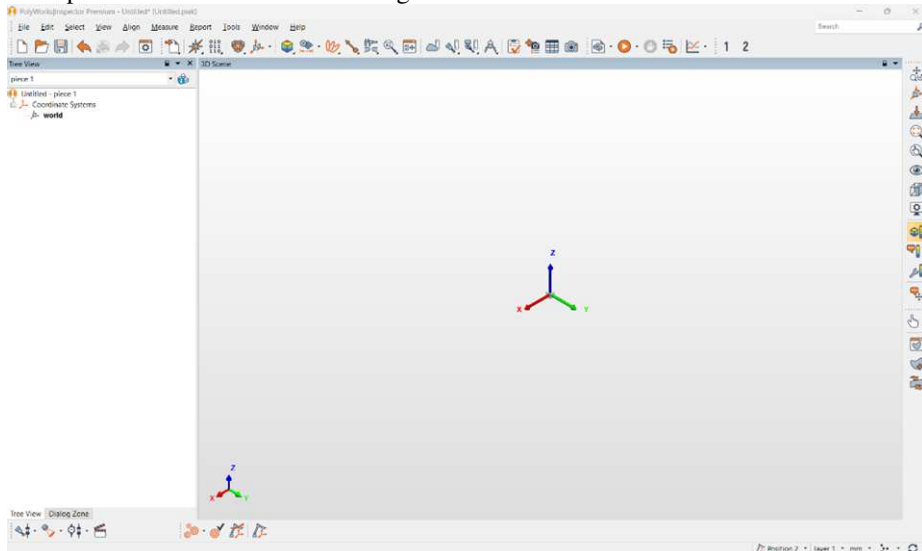 PolyWorks|Inspector Premium - Untitled* (Untitled.pwk)
File Edit Select View Align Measure Report Tools Window Help
Search
1 2
Tree View
3D Scene
piece 1
Untitled - piece 1
Coordinate Systems
world
Z
X Y
Z
X Y
Tree View Dialog Zone
Position 2 layer 1 mm 3+